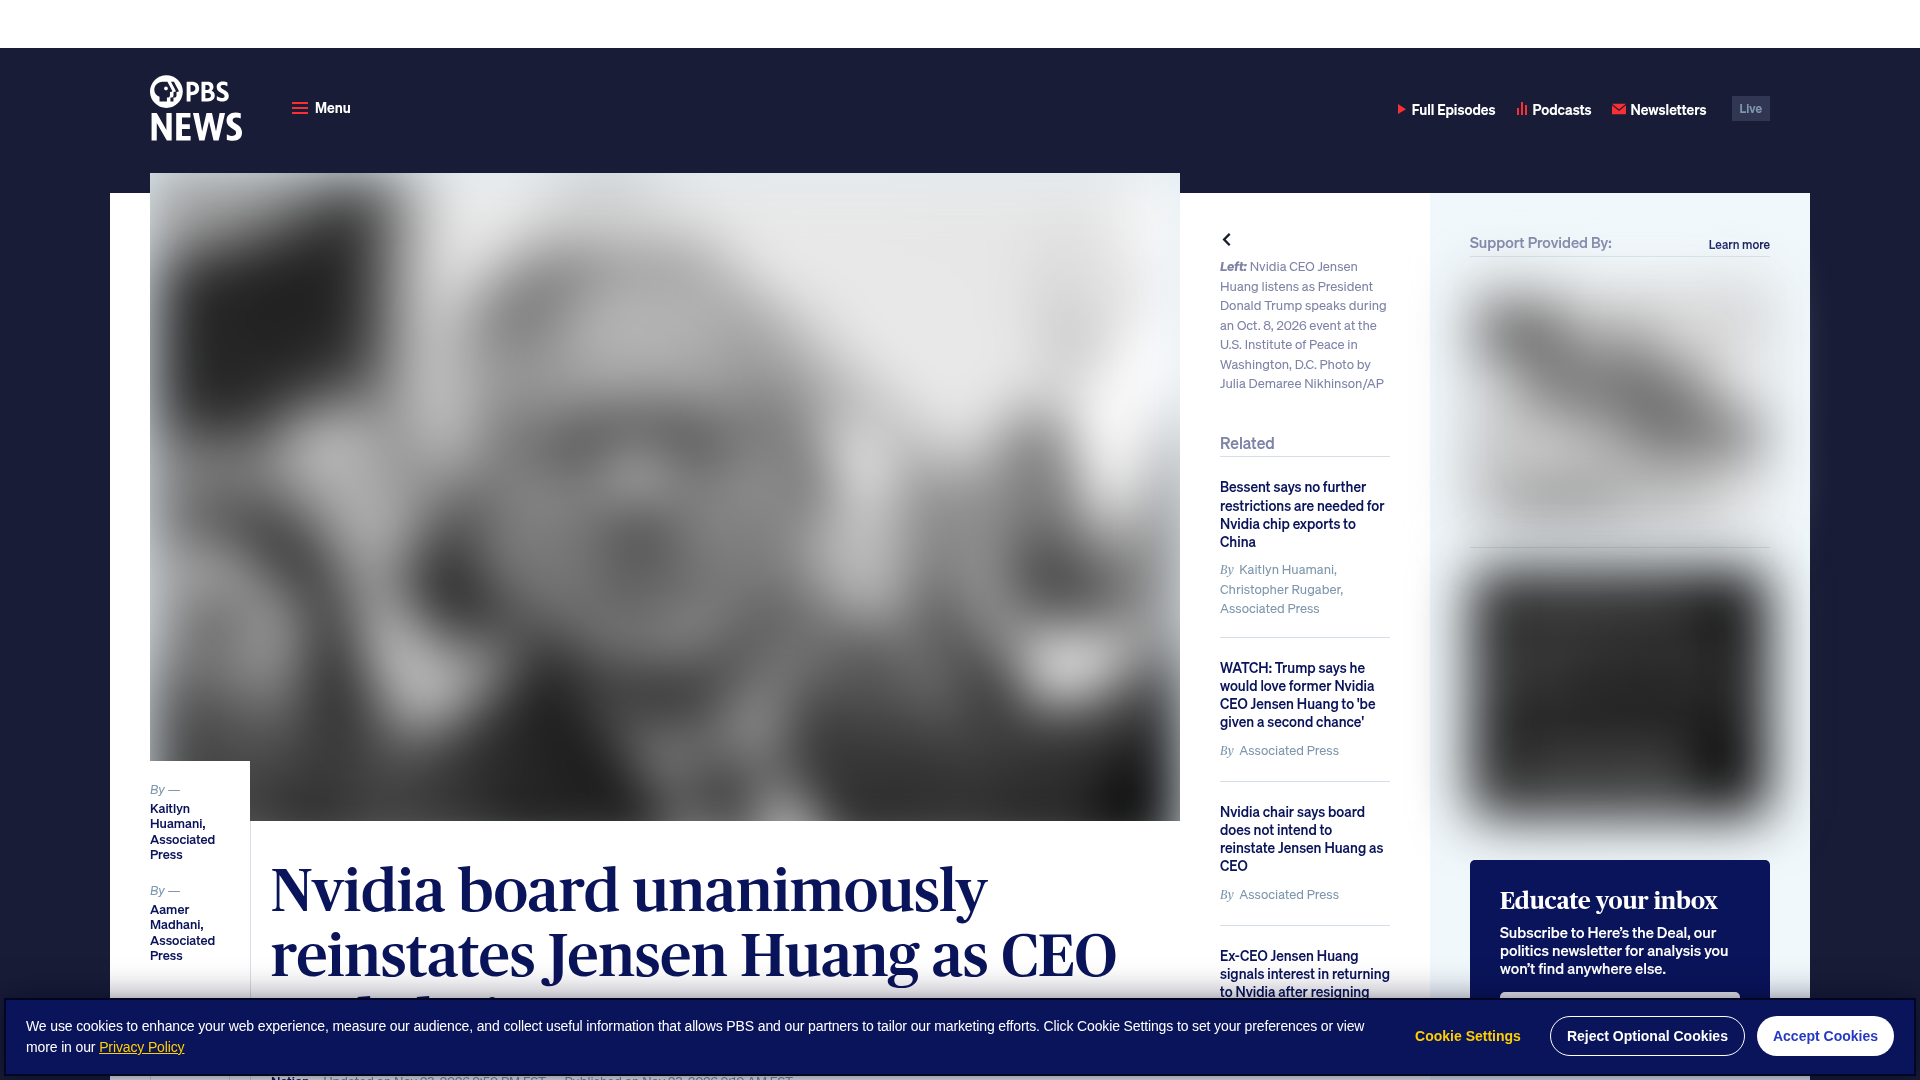 PBS
NEWS
Menu
Full Episodes
Podcasts
Newsletters
Live
Left: Nvidia CEO Jensen
Huang listens as President
Donald Trump speaks during
an Oct. 8, 2026 event at the
U.S. Institute of Peace in
Washington, D.C. Photo by
Julia Demaree Nikhinson/AP
Related
Bessent says no further
restrictions are needed for
Nvidia chip exports to
China
By Kaitlyn Huamani,
Christopher Rugaber,
Associated Press
WATCH: Trump says he
would love former Nvidia
CEO Jensen Huang to 'be
given a second chance'
By Associated Press
Nvidia chair says board
does not intend to
reinstate Jensen Huang as
CEO
By Associated Press
Ex-CEO Jensen Huang
signals interest in returning
to Nvidia after resigning
Support Provided By:
Learn more
Educate your inbox
Subscribe to Here’s the Deal, our
politics newsletter for analysis you
won’t find anywhere else.
By —
Kaitlyn
Huamani,
Associated
Press
By —
Aamer
Madhani,
Associated
Press
Nvidia board unanimously
reinstates Jensen Huang as CEO
We use cookies to enhance your web experience, measure our audience, and collect useful information that allows PBS and our partners to tailor our marketing efforts. Click Cookie Settings to set your preferences or view
more in our Privacy Policy
Cookie Settings
Reject Optional Cookies
Accept Cookies